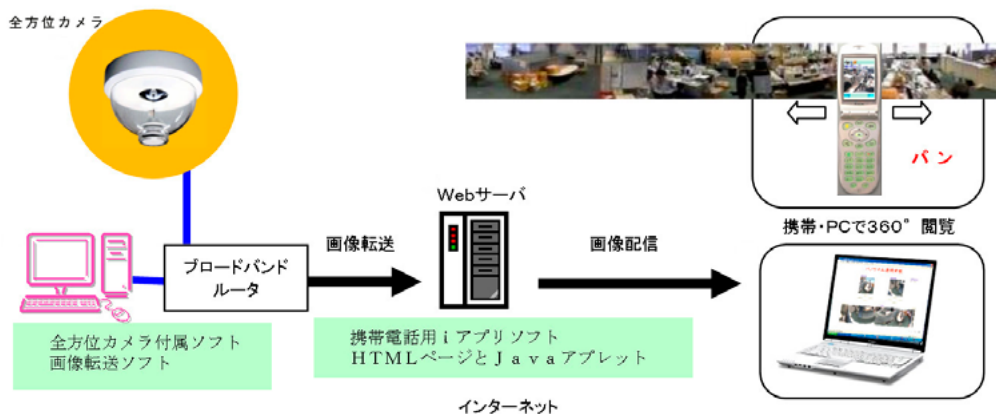 全方位カメラ
パン
Webサーバ
携帯・PCで360°閲覧
画像転送
画像配信
ブロードバンド
ルータ
全方位カメラ付属ソフト
画像転送ソフト
携帯電話用iアプリソフト
HTMLページとJavaアプレット
インターネット